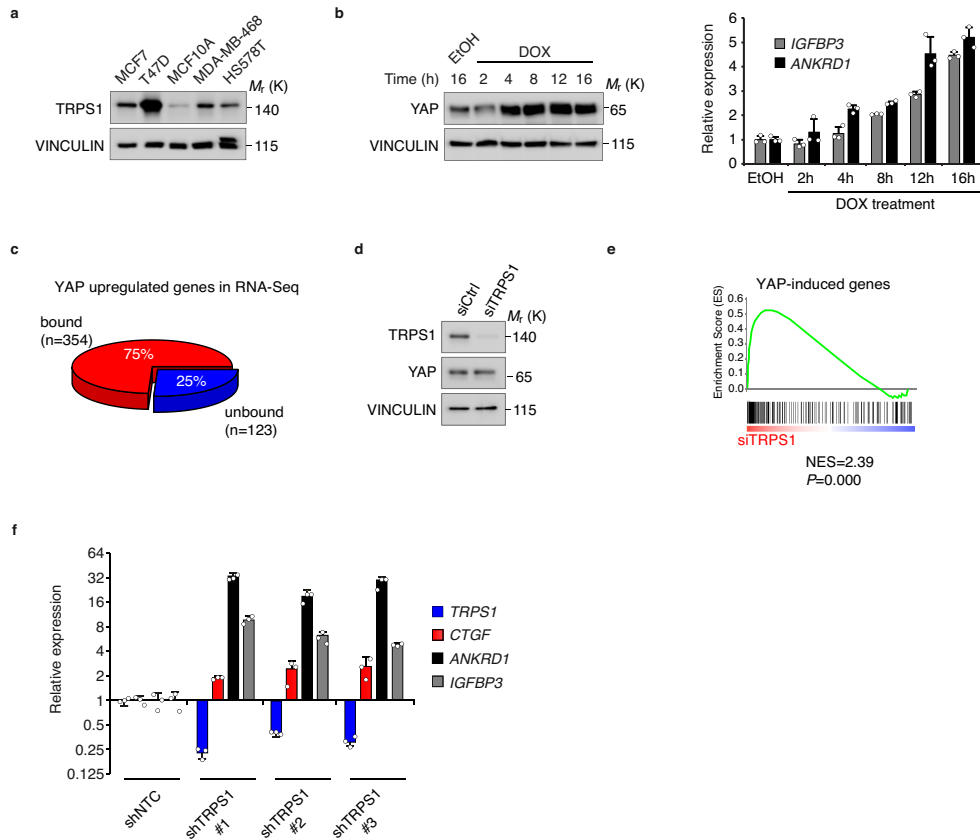 a
MCF7
T47D
MCF10A
MDA-MB-468
HS578T
Mr (K)
TRPS1
140
VINCULIN
115
b
EtOH
DOX
Time (h) 16 2 4 8 12 16 Mr (K)
YAP
65
VINCULIN
115
Relative expression
6
5
4
3
2
1
0
IGFBP3
ANKRD1
EtOH 2h 4h 8h 12h 16h
DOX treatment
c
YAP upregulated genes in RNA-Seq
bound
(n=354)
75%
25%
unbound
(n=123)
d
siCtrl
siTRPS1
Mr (K)
TRPS1
140
YAP
65
VINCULIN
115
e
YAP-induced genes
Enrichment Score (ES)
0.6
0.5
0.4
0.3
0.2
0.1
0.0
siTRPS1
NES=2.39
P=0.000
f
Relative expression
64
32
16
8
4
2
1
0.5
0.25
0.125
TRPS1
CTGF
ANKRD1
IGFBP3
shNTC
shTRPS1
#1
shTRPS1
#2
shTRPS1
#3